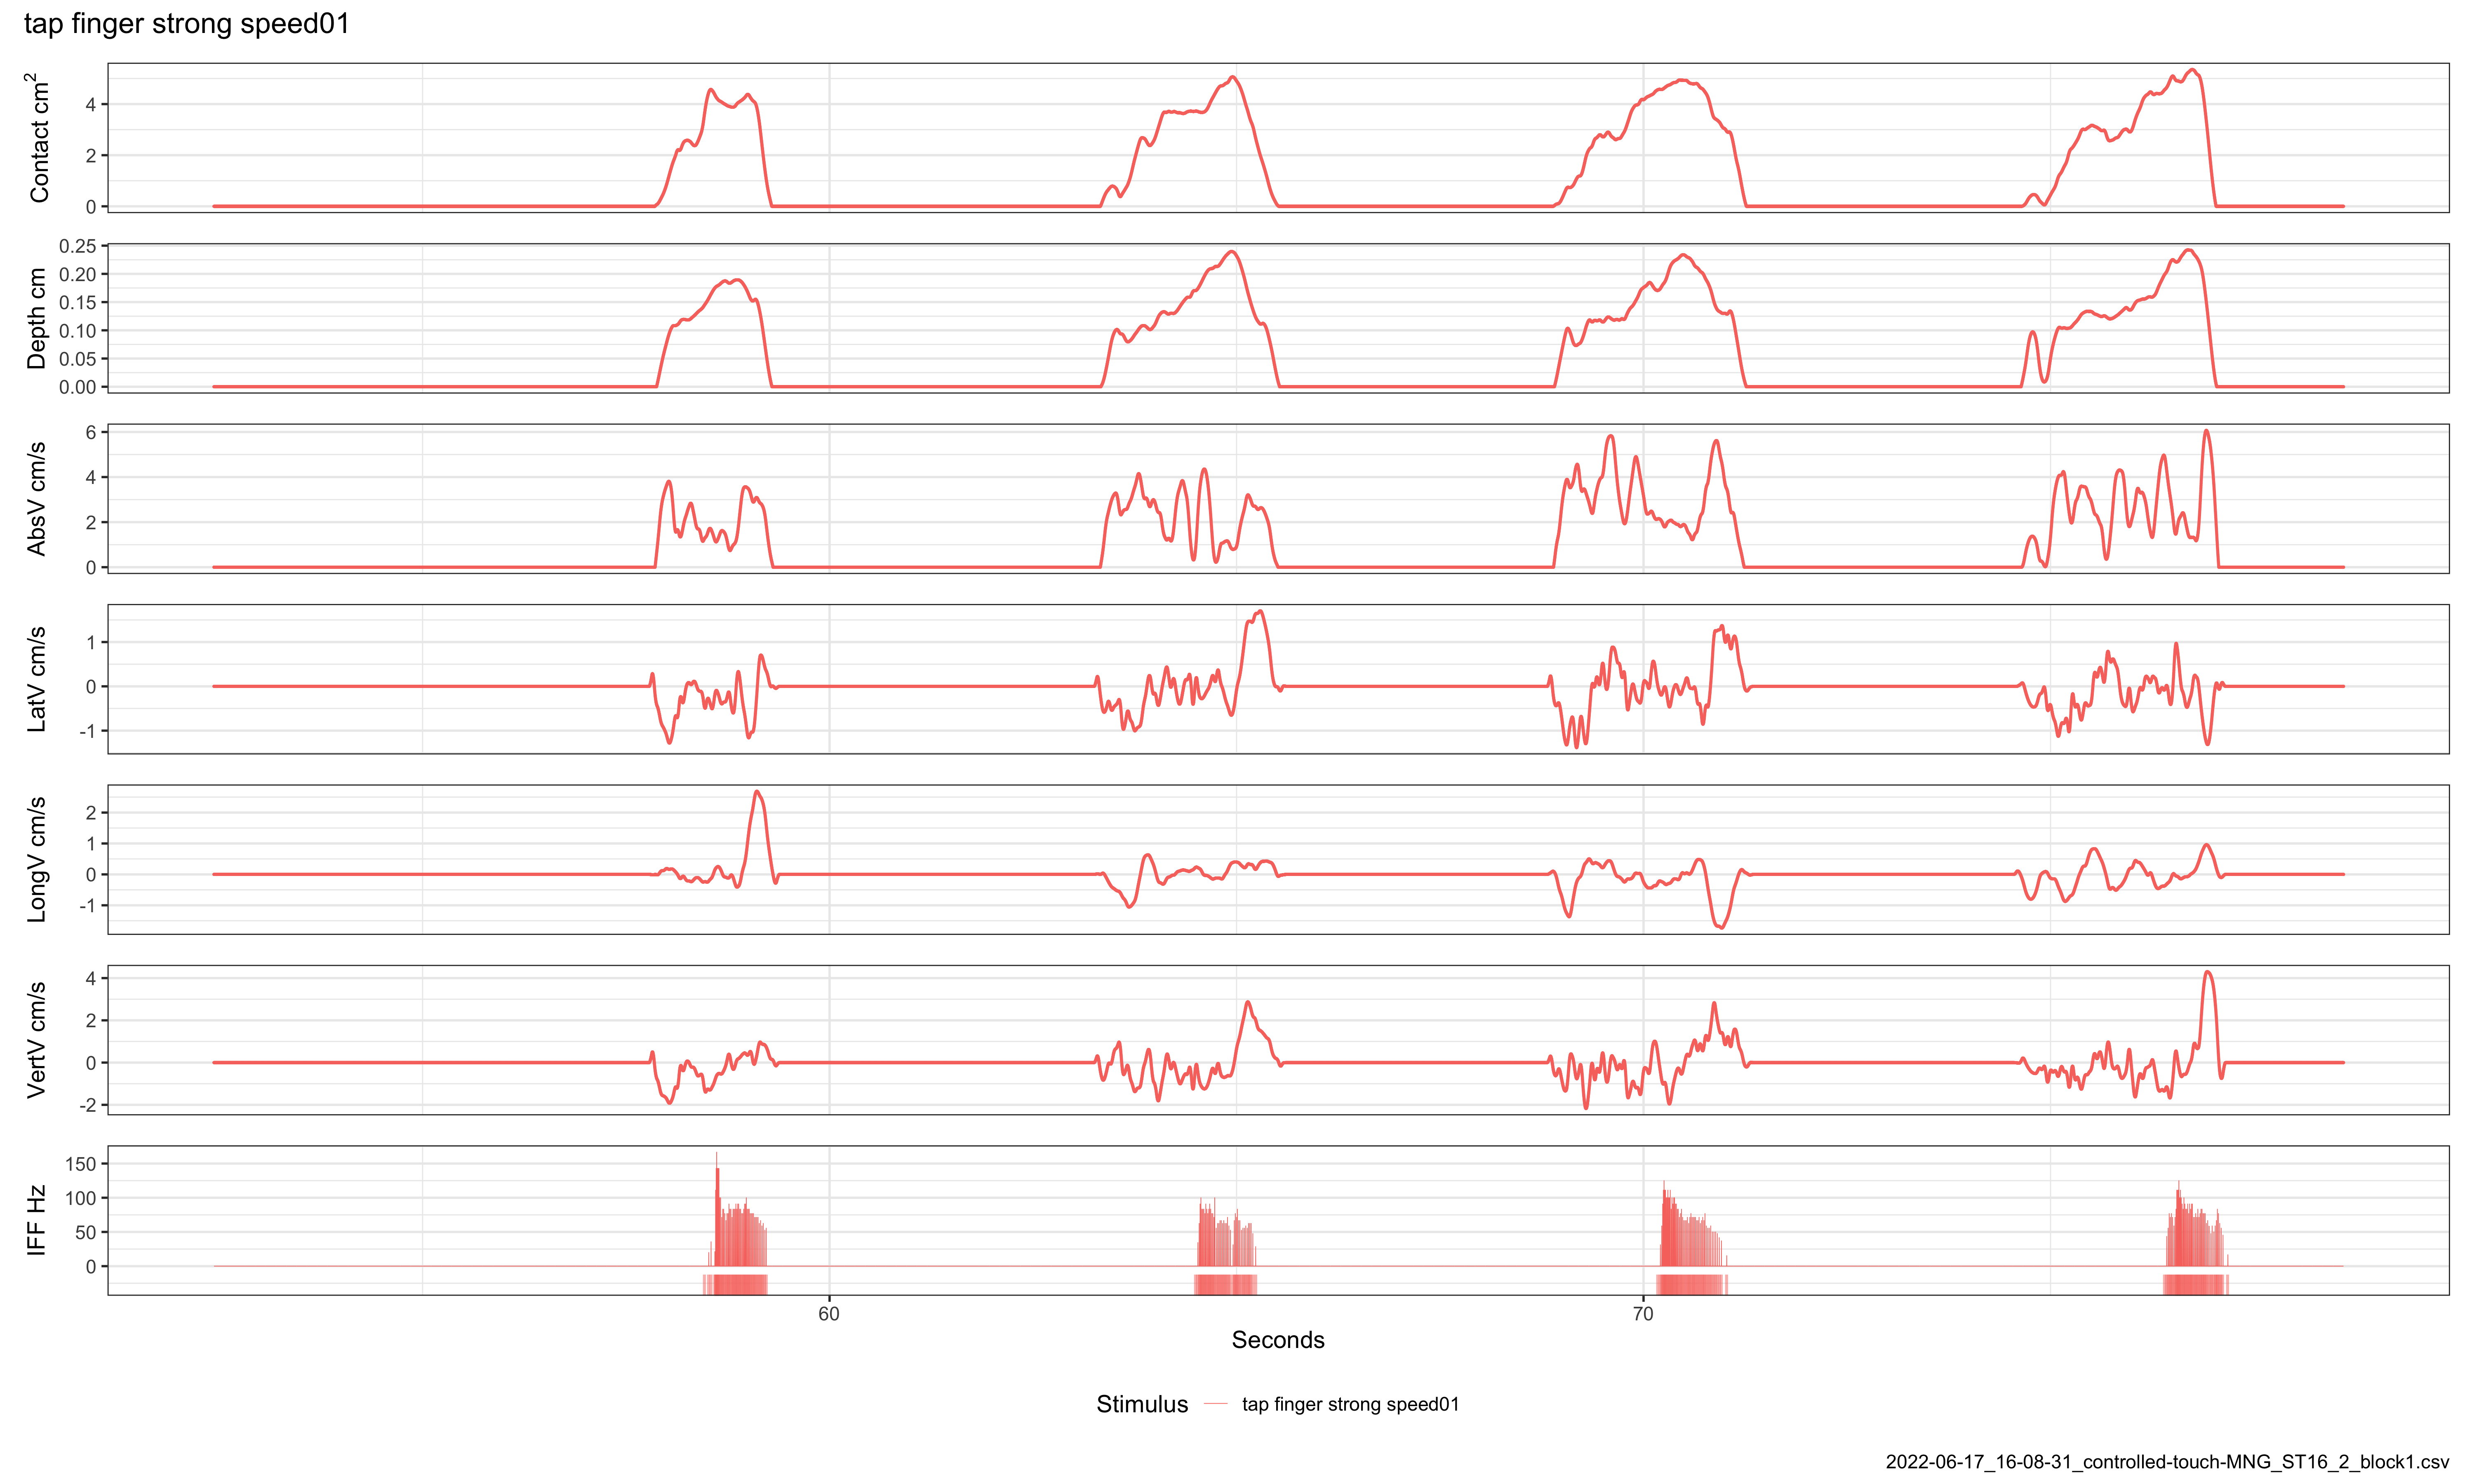 tap finger strong speed01
Contact cm²
4
2
0
Depth cm
0.25
0.20
0.15
0.10
0.05
0.00
AbsV cm/s
6
4
2
0
LatV cm/s
1
0
-1
LongV cm/s
2
1
0
-1
VertV cm/s
4
2
0
-2
IFF Hz
150
100
50
0
60 70
Seconds
Stimulus tap finger strong speed01
2022-06-17_16-08-31_controlled-touch-MNG_ST16_2_block1.csv